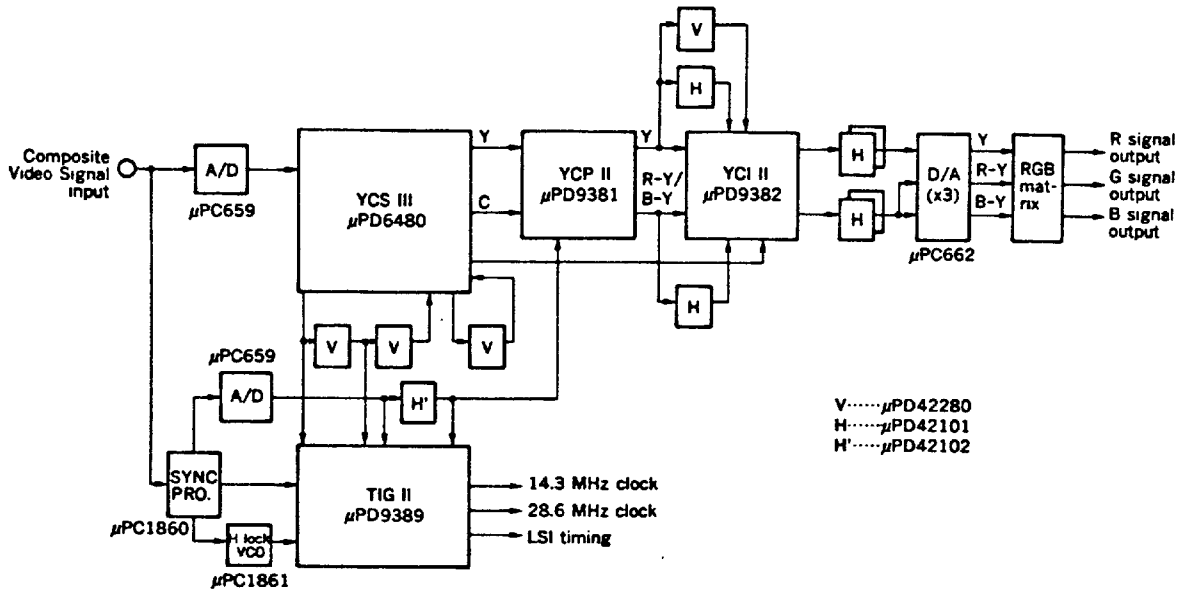 V
H
Composite
Video Signal
Input
A/D
μPC659
YCS III
μPD6480
Y
C
YCP II
μPD9381
Y
R-Y/
B-Y
YCI II
μPD9382
H
H
D/A
(x3)
μPC662
Y
R-Y
B-Y
RGB
mat-
rix
R signal
output
G signal
output
B signal
output
H
V
V
V
μPC659
A/D
H'
V······μPD42280
H······μPD42101
H'······μPD42102
SYNC
PRO.
μPC1860
H lock
VCO
μPC1861
TIG II
μPD9389
14.3 MHz clock
28.6 MHz clock
LSI timing